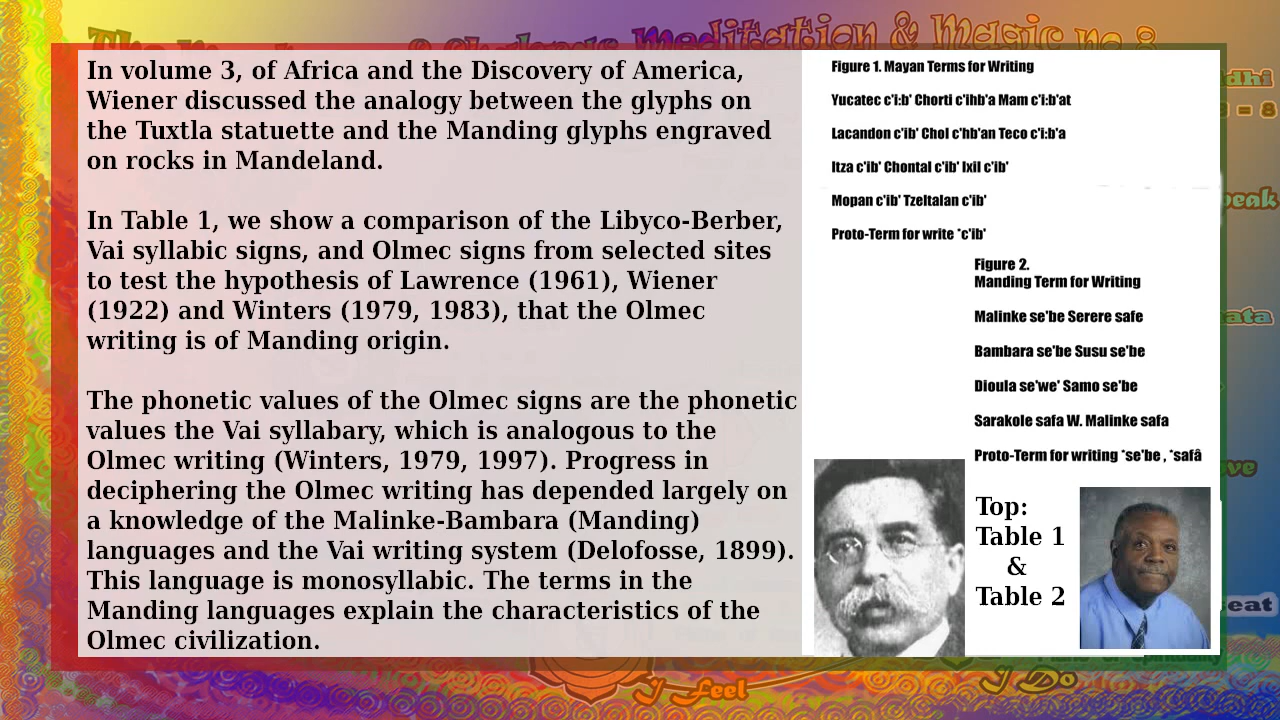 The M & Chakras Meditation & Magic no 8
In volume 3, of Africa and the Discovery of America,
Wiener discussed the analogy between the glyphs on
the Tuxtla statuette and the Manding glyphs engraved
on rocks in Mandeland.
In Table 1, we show a comparison of the Libyco-Berber,
Vai syllabic signs, and Olmec signs from selected sites
to test the hypothesis of Lawrence (1961), Wiener
(1922) and Winters (1979, 1983), that the Olmec
writing is of Manding origin.
The phonetic values of the Olmec signs are the phonetic
values the Vai syllabary, which is analogous to the
Olmec writing (Winters, 1979, 1997). Progress in
deciphering the Olmec writing has depended largely on
a knowledge of the Malinke-Bambara (Manding)
languages and the Vai writing system (Delofosse, 1899).
This language is monosyllabic. The terms in the
Manding languages explain the characteristics of the
Olmec civilization.
Figure 1. Mayan Terms for Writing
Yucatec c'i:b' Chorti c'ihb'a Mam c'i:b'at
Lacandon c'ib' Chol c'hb'an Teco c'i:b'a
Itza c'ib' Chontal c'ib' Ixil c'ib'
Mopan c'ib' Tzeltalan c'ib'
Proto-Term for write *c'ib'
Figure 2.
Manding Term for Writing
Malinke se'be Serere safe
Bambara se'be Susu se'be
Dioula se'we' Samo se'be
Sarakole safa W. Malinke safa
Proto-Term for writing *se'be , *safâ
Top:
Table 1
&
Table 2
= 8
I feel
I Do